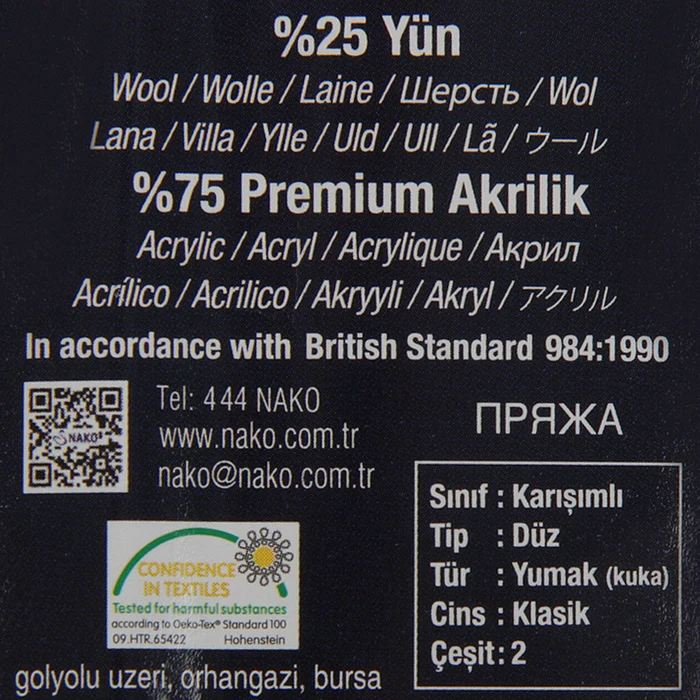 %25 Yün
Wool / Wolle / Laine / Шерсть / Wol
Lana / Villa / Ylle / Uld / Ull / Lã / ウール
%75 Premium Akrilik
Acrylic / Acryl / Acrylique / Акрил
Acrílico / Acrilico / Akryyli / Akryl / アクリル
In accordance with British Standard 984:1990
NAKO
Tel: 444 NAKO
www.nako.com.tr
nako@nako.com.tr
ПРЯЖА
Sınıf : Karışımlı
Tip : Düz
Tür : Yumak (kuka)
Cins : Klasik
Çeşit: 2
CONFIDENCE
IN TEXTILES
Tested for harmful substances
according to Oeko-Tex® Standard 100
09.HTR.65422 Hohenstein
golyolu uzeri, orhangazi, bursa